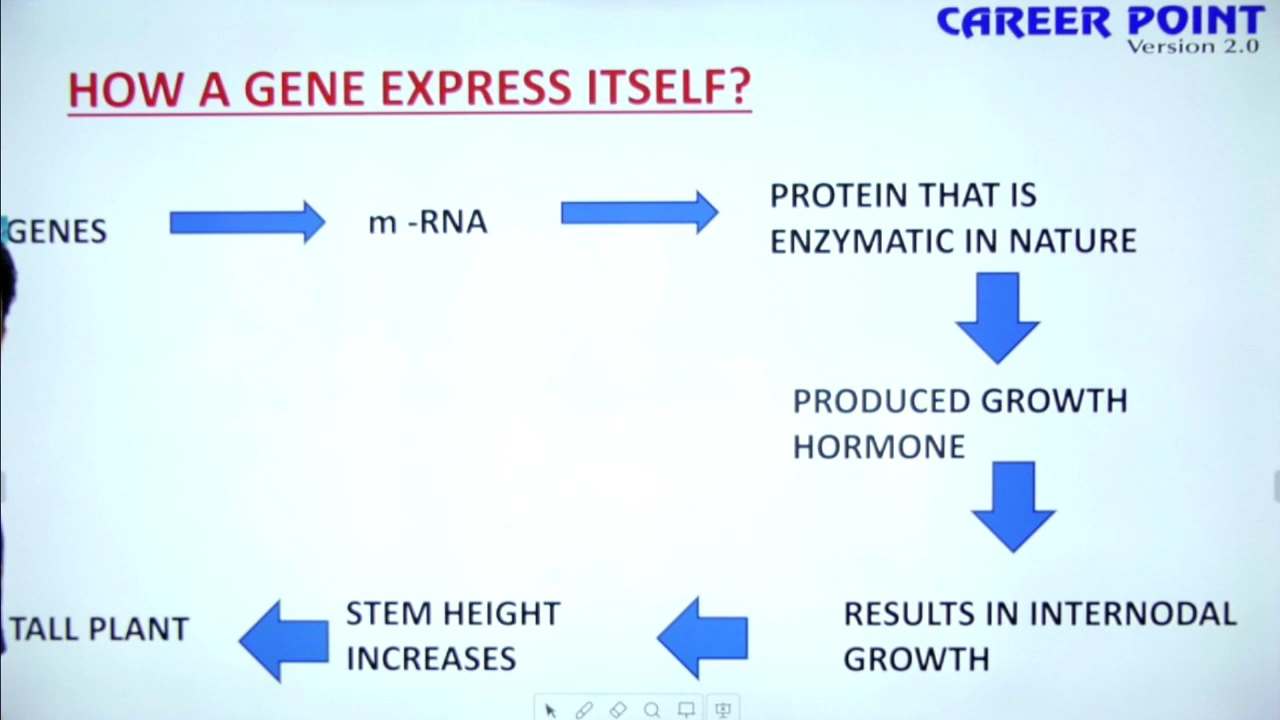 CAREER POINT
Version 2.0
HOW A GENE EXPRESS ITSELF?
GENES
m -RNA
PROTEIN THAT IS
ENZYMATIC IN NATURE
PRODUCED GROWTH
HORMONE
RESULTS IN INTERNODAL
GROWTH
STEM HEIGHT
INCREASES
TALL PLANT